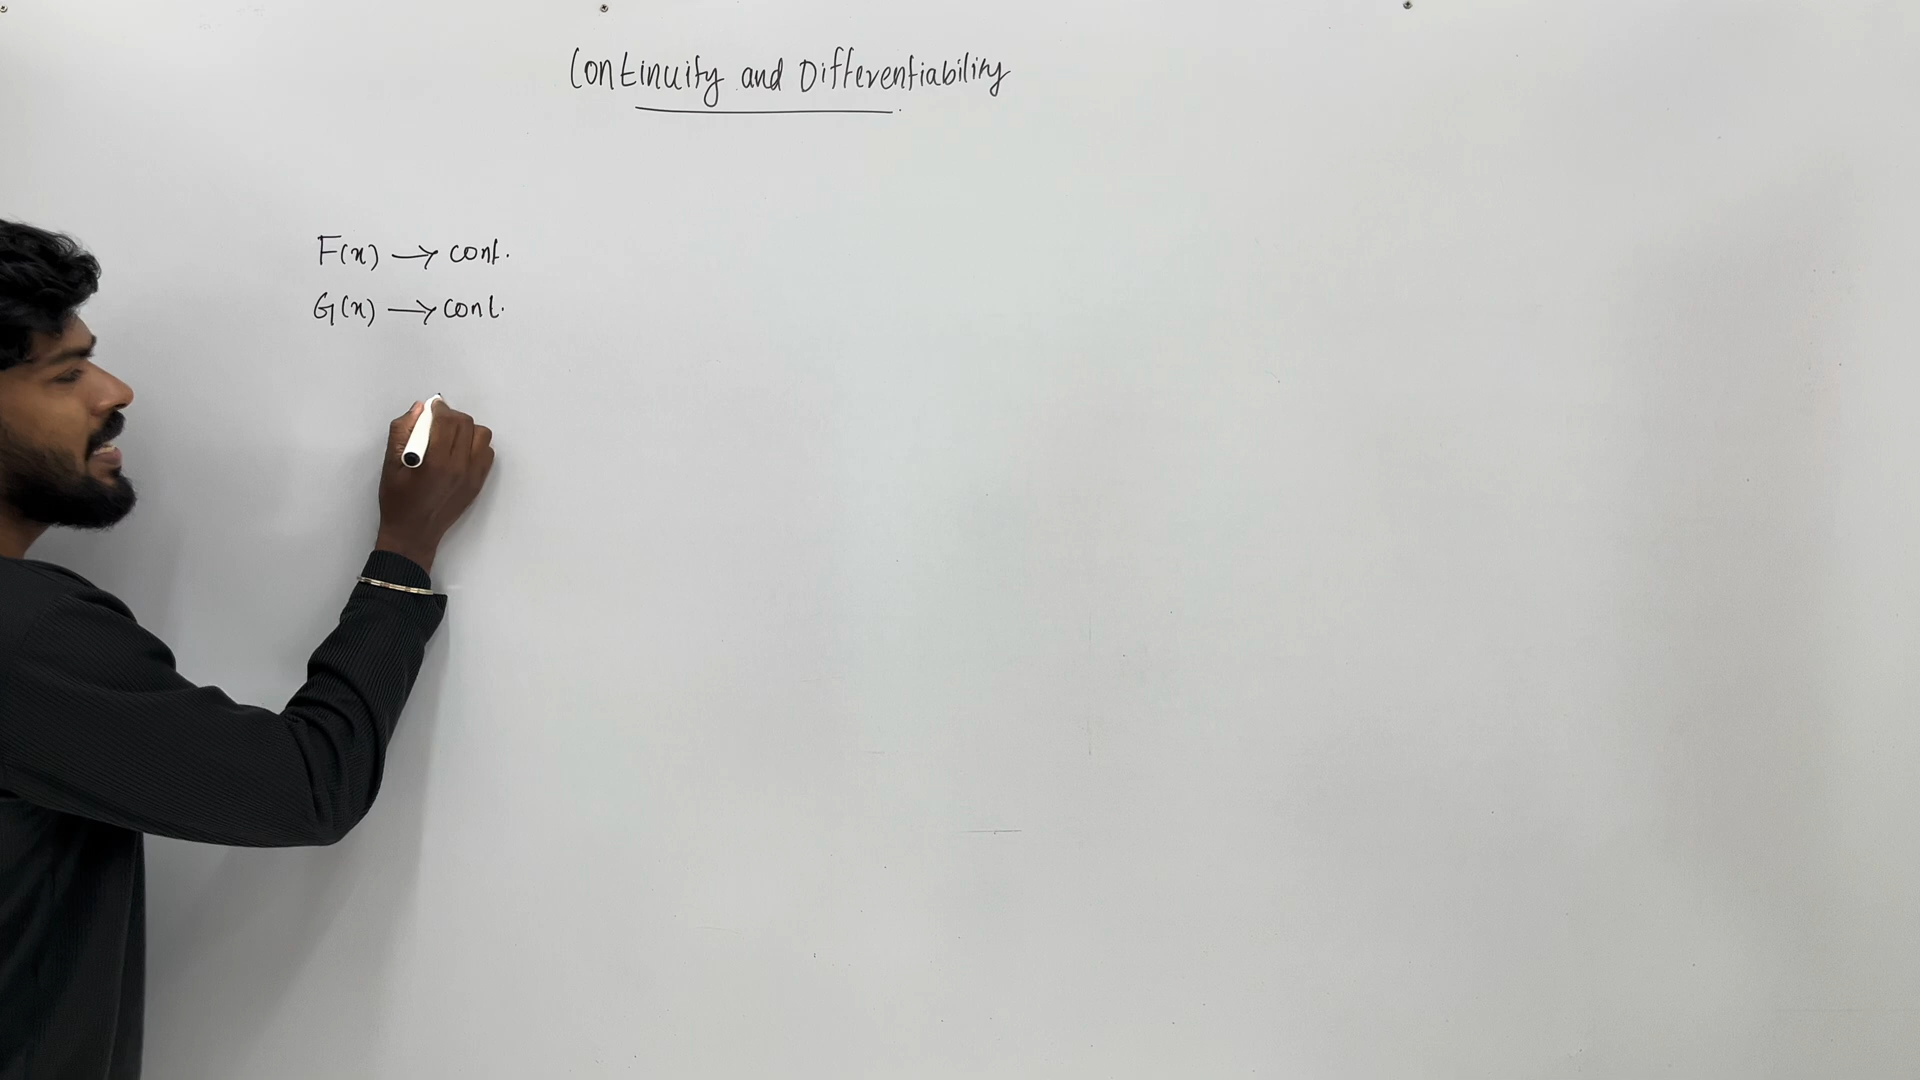 Continuity and Differentiability
F(x) → cont.
G(x) → cont.